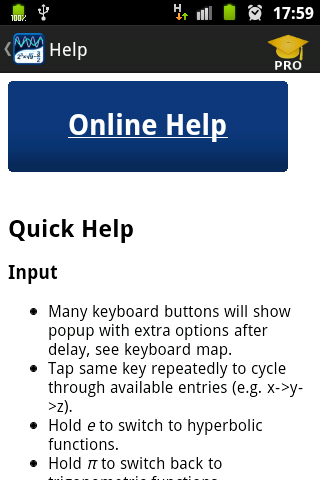 100%
H
17:59
Help
PRO
Online Help
Quick Help
Input
Many keyboard buttons will show
popup with extra options after
delay, see keyboard map.
Tap same key repeatedly to cycle
through available entries (e.g. x->y-
>z).
Hold e to switch to hyperbolic
functions.
Hold π to switch back to
trigonometric functions